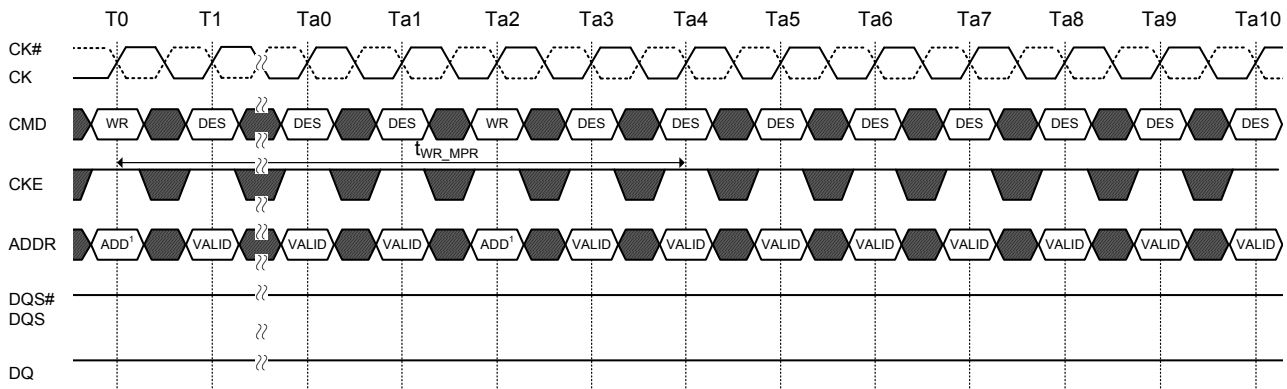 T0 T1 Ta0 Ta1 Ta2 Ta3 Ta4 Ta5 Ta6 Ta7 Ta8 Ta9 Ta10
CK#
CK
CMD WR DES DES DES WR DES DES DES DES DES DES DES DES
tWR_MPR
CKE
ADDR ADD¹ VALID VALID VALID ADD¹ VALID VALID VALID VALID VALID VALID VALID VALID
DQS#
DQS
DQ